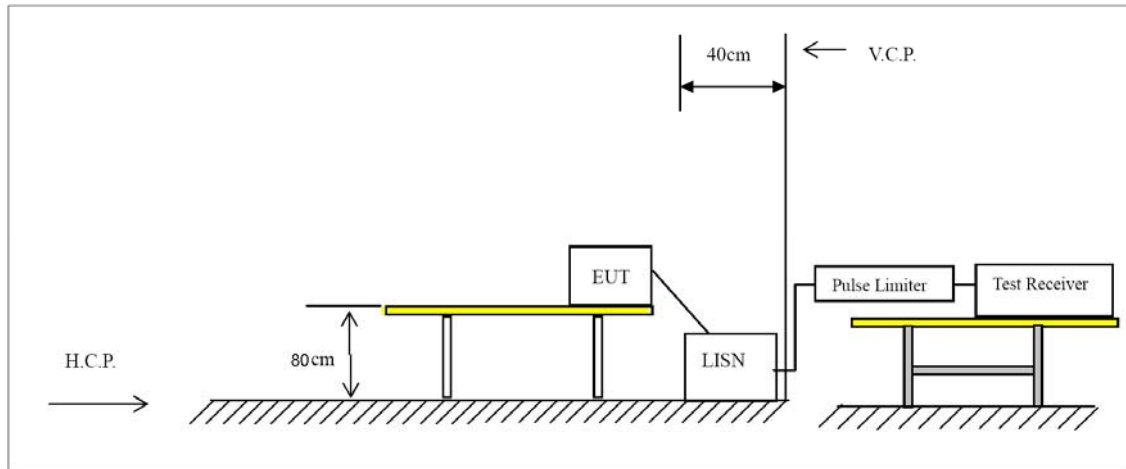 40cm
V.C.P.
EUT
Pulse Limiter
Test Receiver
80cm
LISN
H.C.P.